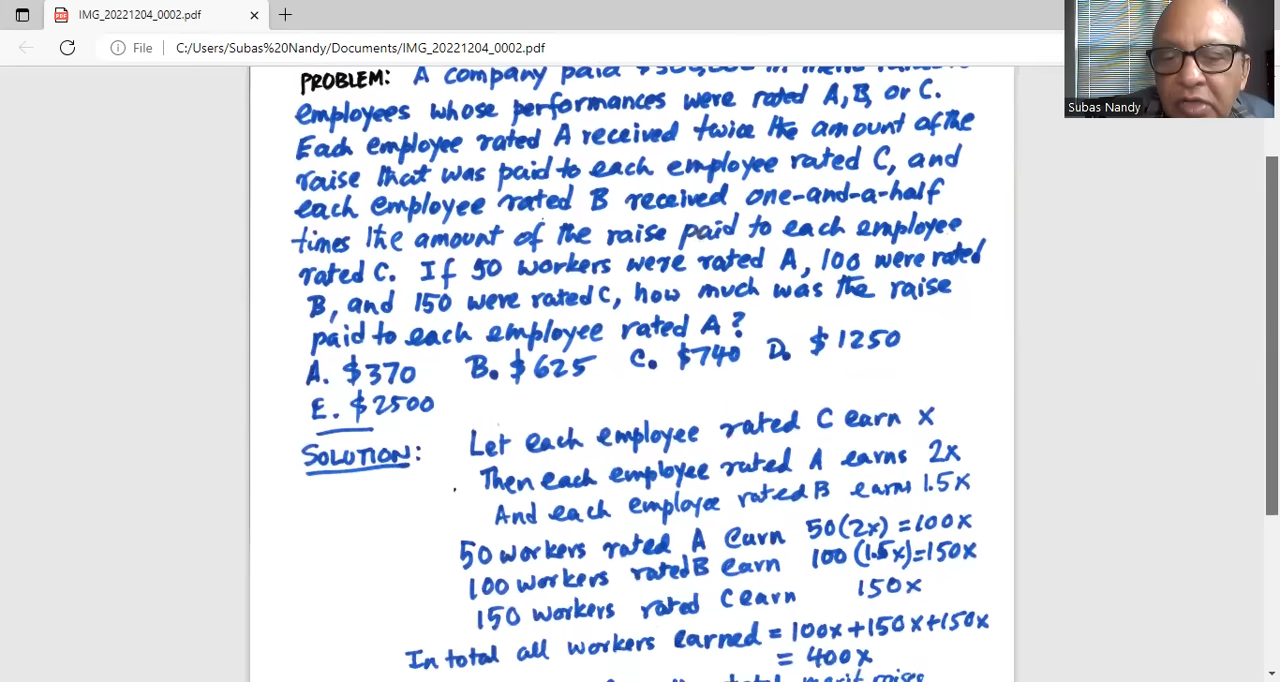 IMG_20221204_0002.pdf
File
C:/Users/Subas%20Nandy/Documents/IMG_20221204_0002.pdf
Subas Nandy
PROBLEM: A company paid in merit
employees whose performances were rated A, B, or C.
Each employee rated A received twice the amount of the
raise that was paid to each employee rated C, and
each employee rated B received one-and-a-half
times the amount of the raise paid to each employee
rated C. If 50 workers were rated A, 100 were rated
B, and 150 were rated C, how much was the raise
paid to each employee rated A?
A. $370 B. $625 C. $740 D. $1250
E. $2500
SOLUTION: Let each employee rated C earn x
Then each employee rated A earns 2x
And each employee rated B earns 1.5x
50 workers rated A earn 50(2x) = 100x
100 workers rated B earn 100(1.5x)=150x
150 workers rated C earn 150x
In total all workers earned = 100x+150x+150x
= 400x
total merit raises